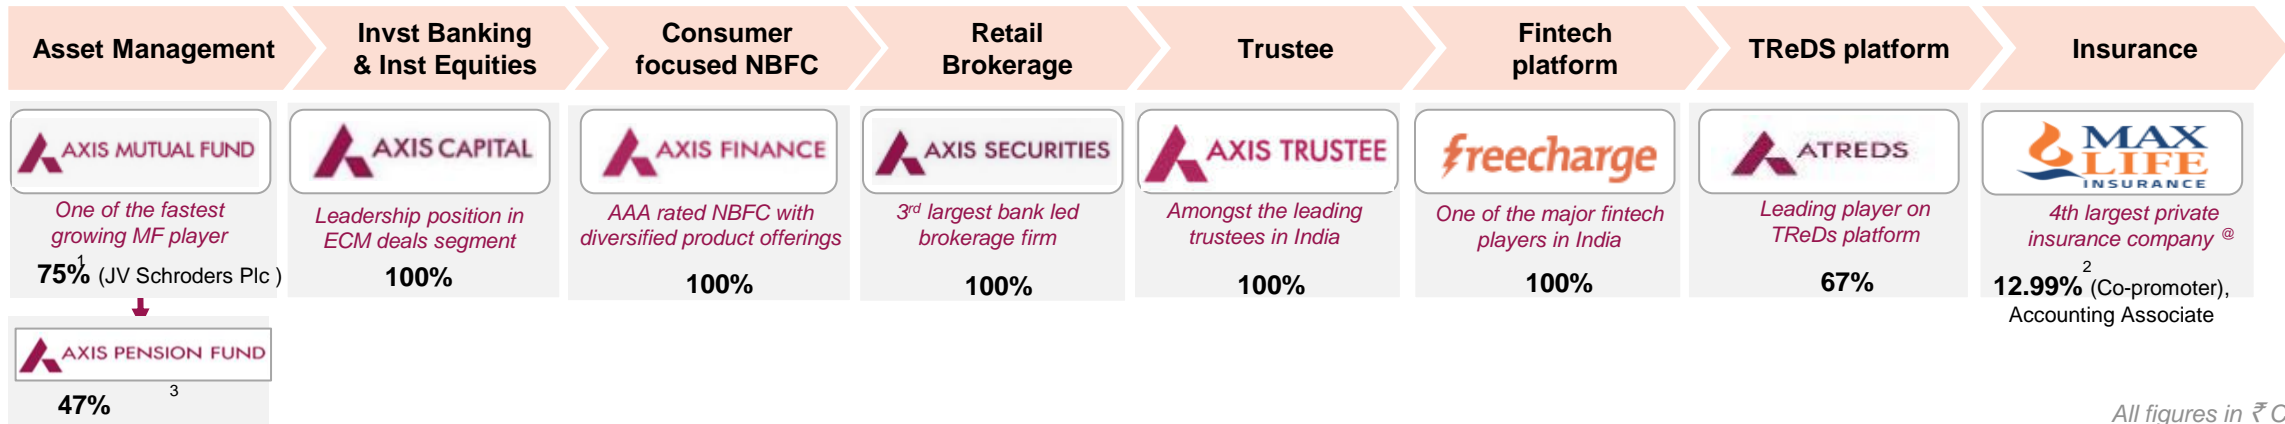 Asset Management
Invst Banking
& Inst Equities
Consumer
focused NBFC
Retail
Brokerage
Trustee
Fintech
platform
TReDS platform
Insurance
AXIS MUTUAL FUND
One of the fastest
growing MF player
75%1 (JV Schroders Plc )
AXIS PENSION FUND
47% 3
AXIS CAPITAL
Leadership position in
ECM deals segment
100%
AXIS FINANCE
AAA rated NBFC with
diversified product offerings
100%
AXIS SECURITIES
3rd largest bank led
brokerage firm
100%
AXIS TRUSTEE
Amongst the leading
trustees in India
100%
freecharge
One of the major fintech
players in India
100%
ATREDS
Leading player on
TReDs platform
67%
MAX
LIFE
INSURANCE
4th largest private
insurance company @
12.99%2 (Co-promoter),
Accounting Associate
All figures in ₹ C